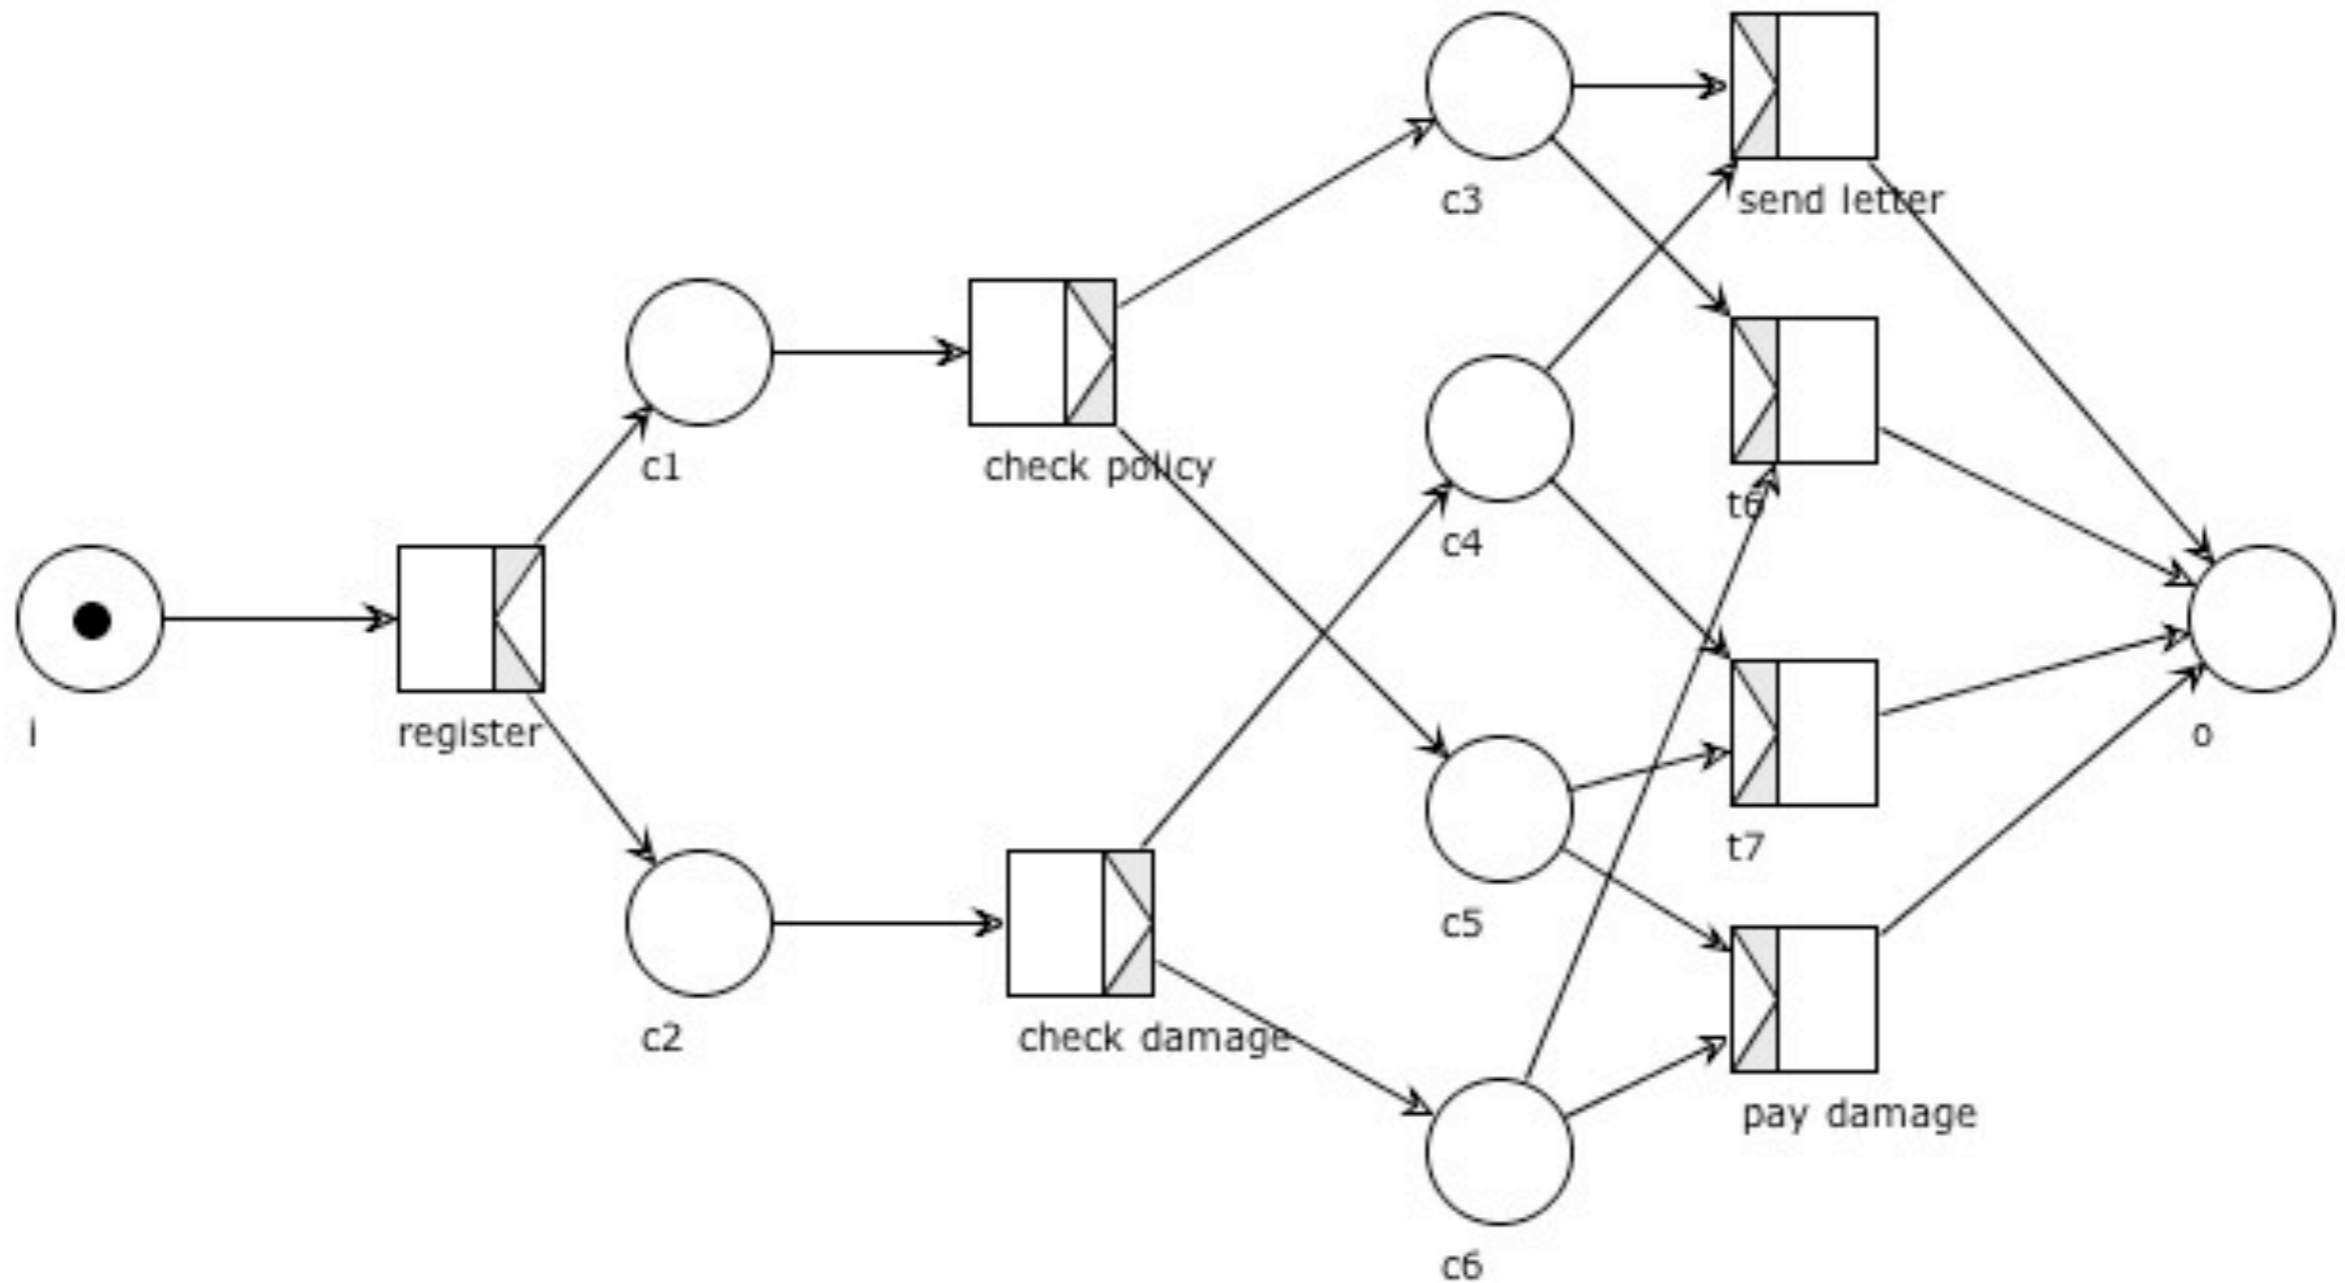 c3
send letter
c1
check policy
c4
t6
i
register
o
c5
t7
c2
check damage
pay damage
c6